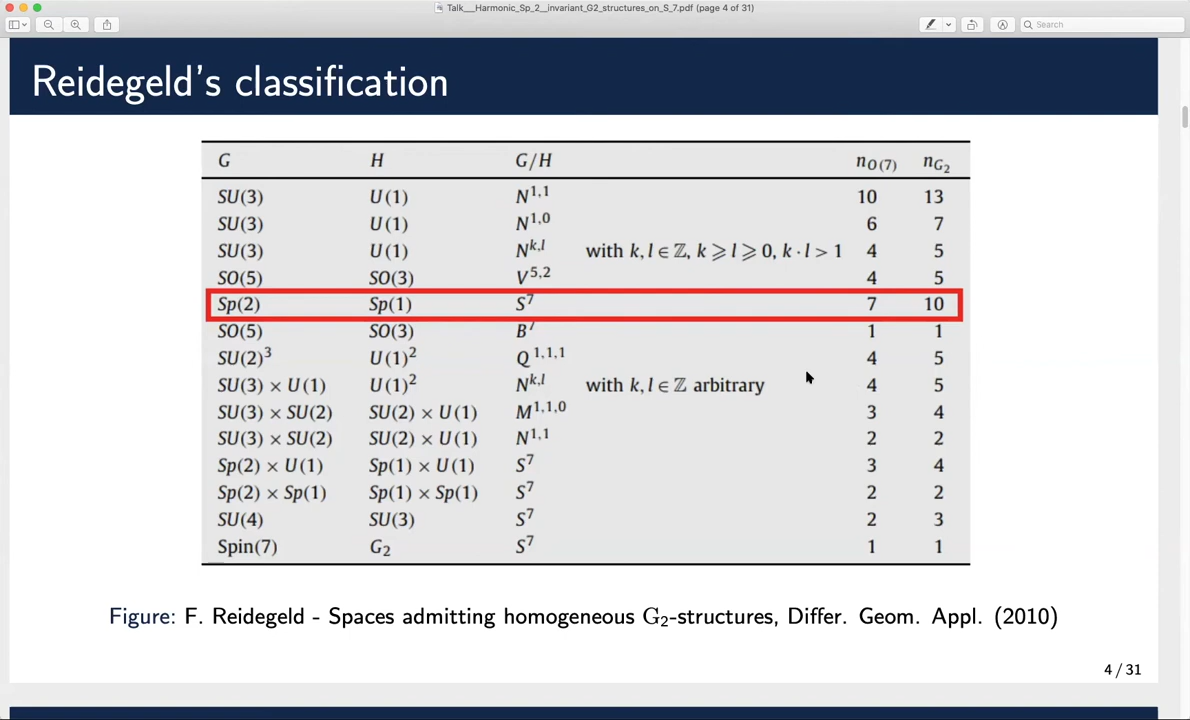 Talk__Harmonic_Sp_2__invariant_G2_structures_on_S_7.pdf (page 4 of 31)
Search
Reidegeld's classification
G H G/H n_{O(7)} n_{G_2}
SU(3) U(1) N^{1,1} 10 13
SU(3) U(1) N^{1,0} 6 7
SU(3) U(1) N^{k,l} with k, l ∈ ℤ, k ⩾ l ⩾ 0, k · l > 1 4 5
SO(5) SO(3) V^{5,2} 4 5
Sp(2) Sp(1) S^7 7 10
SO(5) SO(3) B^7 1 1
SU(2)^3 U(1)^2 Q^{1,1,1} 4 5
SU(3) × U(1) U(1)^2 N^{k,l} with k, l ∈ ℤ arbitrary 4 5
SU(3) × SU(2) SU(2) × U(1) M^{1,1,0} 3 4
SU(3) × SU(2) SU(2) × U(1) N^{1,1} 2 2
Sp(2) × U(1) Sp(1) × U(1) S^7 3 4
Sp(2) × Sp(1) Sp(1) × Sp(1) S^7 2 2
SU(4) SU(3) S^7 2 3
Spin(7) G_2 S^7 1 1
Figure: F. Reidegeld - Spaces admitting homogeneous G_2-structures, Differ. Geom. Appl. (2010)
4 / 31